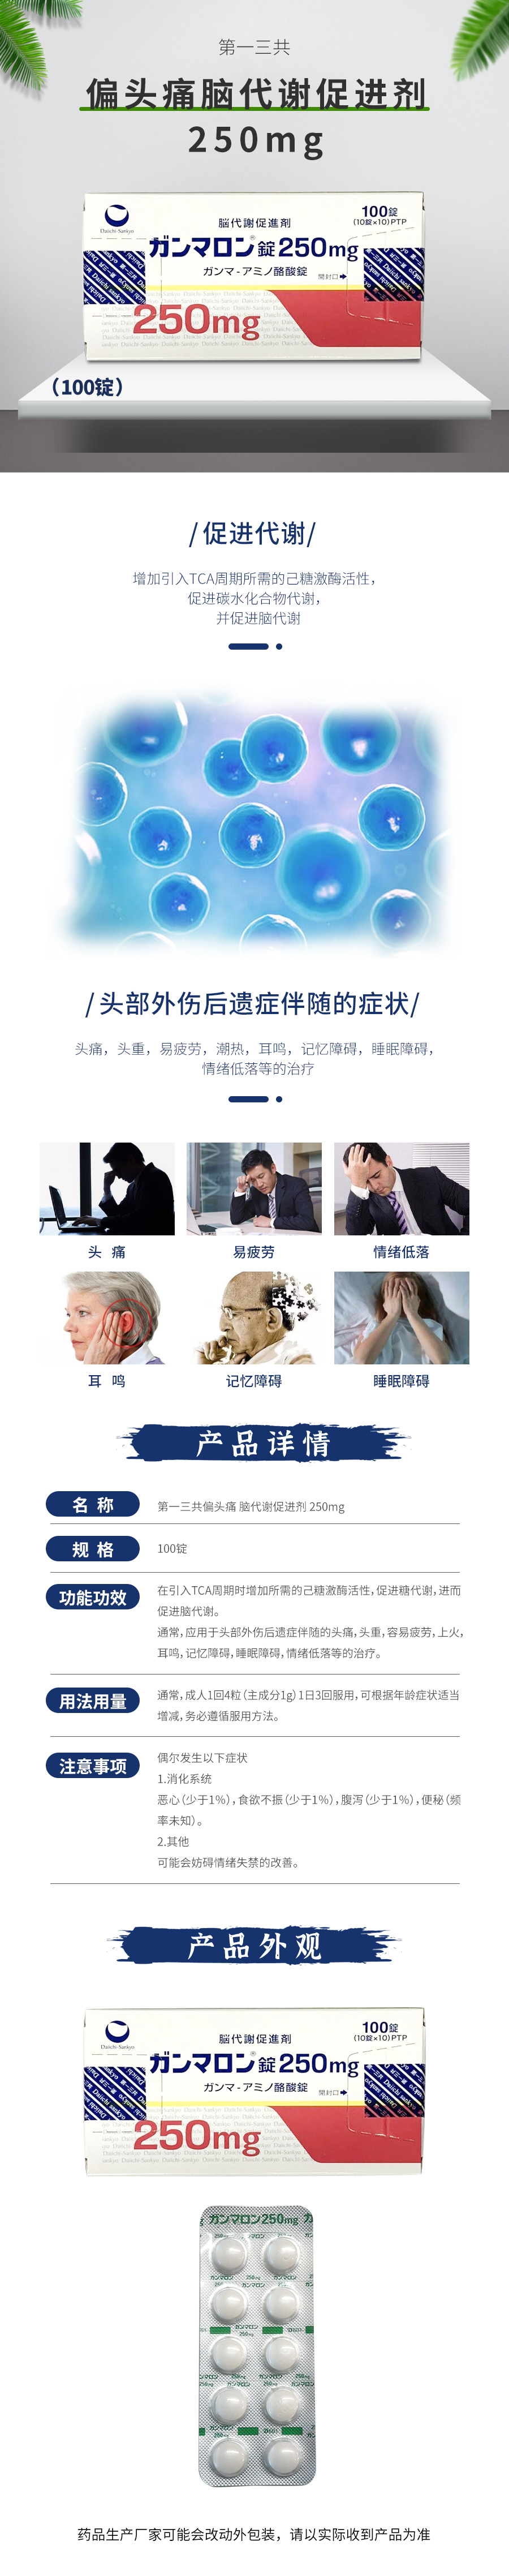 第一三共
偏头痛脑代谢促进剂
250mg
Daiichi-Sankyo
脳代謝促進剤
100錠
(10錠×10)PTP
ガンマロン®錠250mg
ガンマ-アミノ酪酸錠
開封口
250mg
（100锭）
/促进代谢/
增加引入TCA周期所需的己糖激酶活性，
促进碳水化合物代谢，
并促进脑代谢
/头部外伤后遗症伴随的症状/
头痛，头重，易疲劳，潮热，耳鸣，记忆障碍，睡眠障碍，
情绪低落等的治疗
头 痛
易疲劳
情绪低落
耳 鸣
记忆障碍
睡眠障碍
产品详情
名 称
第一三共偏头痛 脑代谢促进剂 250mg
规 格
100锭
功能功效
在引入TCA周期时增加所需的己糖激酶活性，促进糖代谢，进而
促进脑代谢。
通常，应用于头部外伤后遗症伴随的头痛，头重，容易疲劳，上火，
耳鸣，记忆障碍，睡眠障碍，情绪低落等的治疗。
用法用量
通常，成人1回4粒（主成分1g）1日3回服用，可根据年龄症状适当
增减，务必遵循服用方法。
注意事项
偶尔发生以下症状
1.消化系统
恶心（少于1%），食欲不振（少于1%），腹泻（少于1%），便秘（频
率未知）。
2.其他
可能会妨碍情绪失禁的改善。
产品外观
Daiichi-Sankyo
脳代謝促進剤
100錠
(10錠×10)PTP
ガンマロン®錠250mg
ガンマ-アミノ酪酸錠
開封口
250mg
ガンマロン250mg
药品生产厂家可能会改动外包装，请以实际收到产品为准